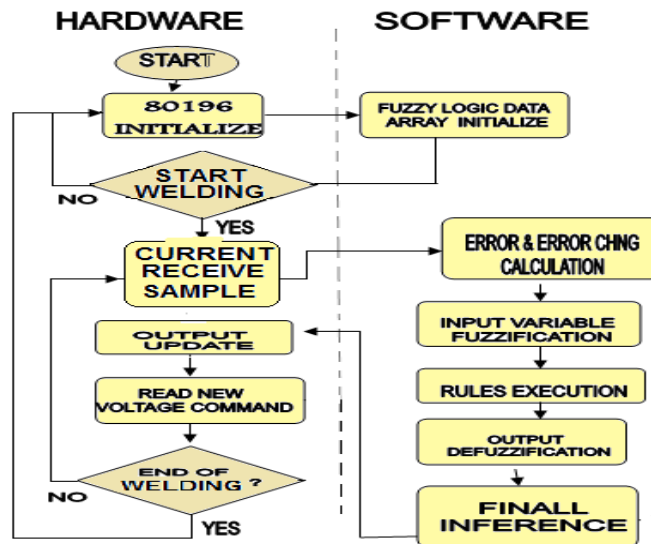 HARDWARE
SOFTWARE
START
80196
INITIALIZE
FUZZY LOGIC DATA
ARRAY INITIALIZE
START
WELDING
NO
YES
CURRENT
RECEIVE
SAMPLE
ERROR & ERROR CHNG
CALCULATION
INPUT VARIABLE
FUZZIFICATION
OUTPUT
UPDATE
RULES EXECUTION
READ NEW
VOLTAGE COMMAND
OUTPUT
DEFUZZIFICATION
END OF
WELDING ?
NO
YES
FINALL
INFERENCE